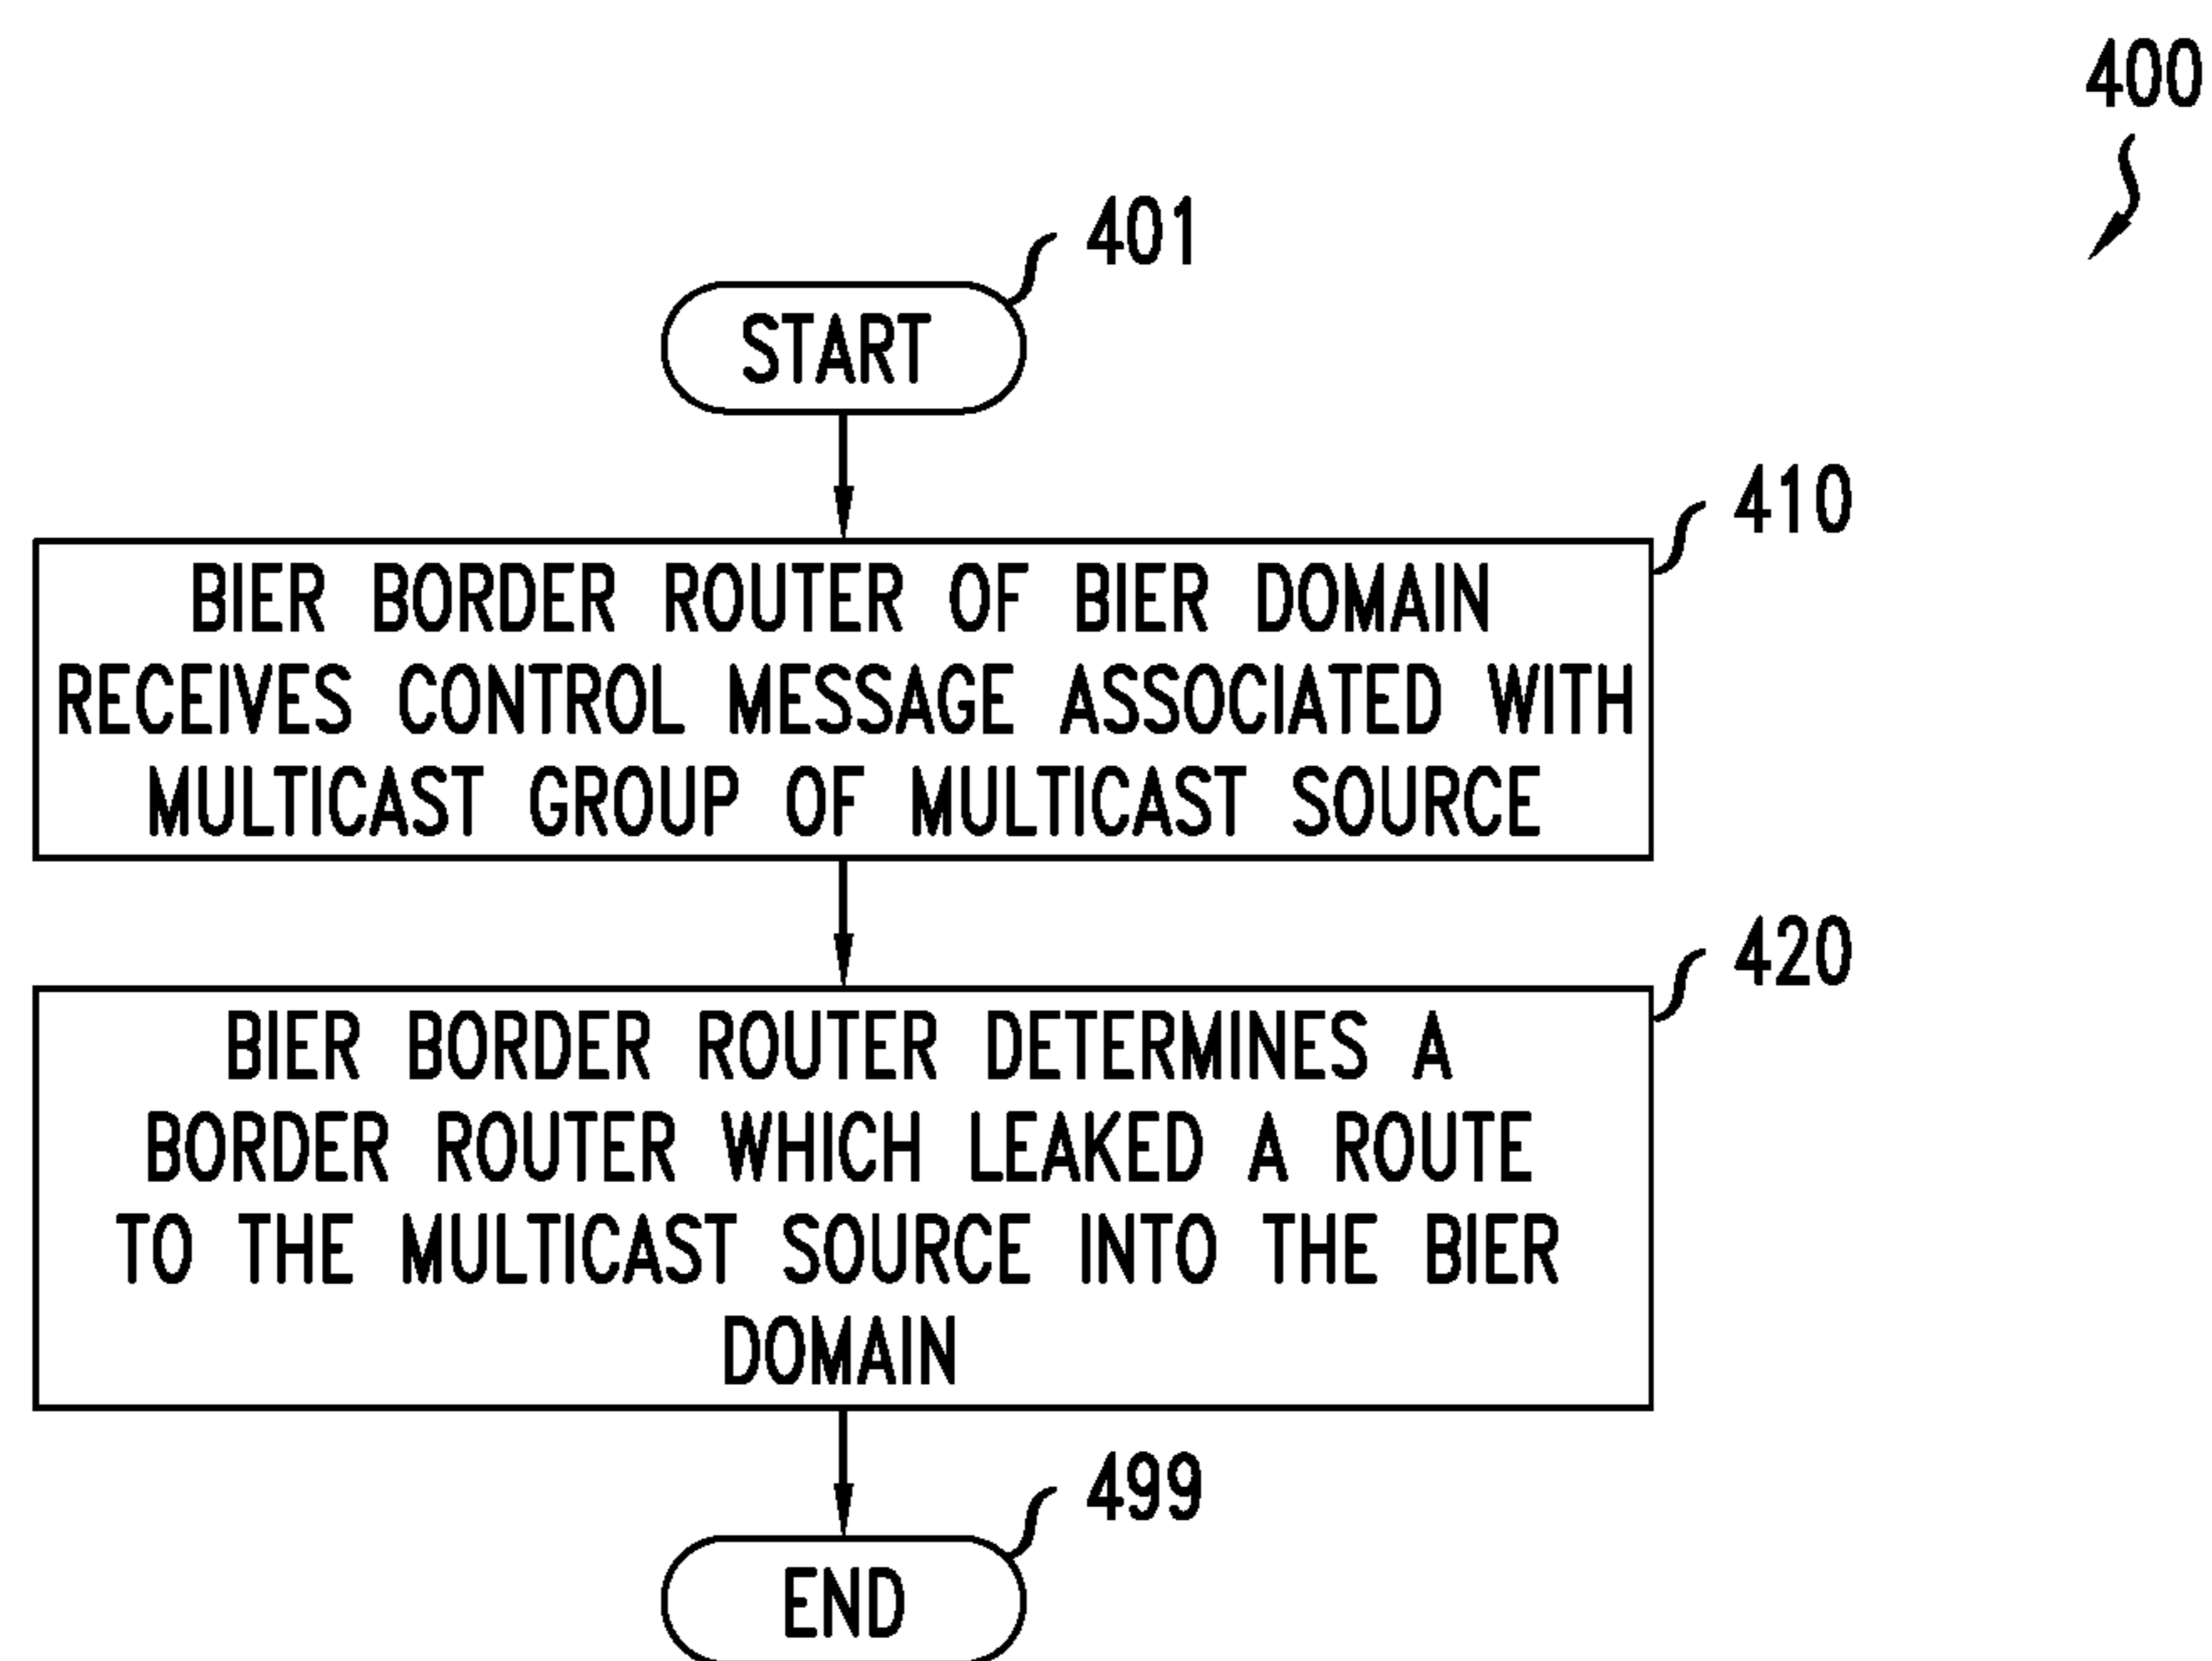 400
401
START
410
BIER BORDER ROUTER OF BIER DOMAIN
RECEIVES CONTROL MESSAGE ASSOCIATED WITH
MULTICAST GROUP OF MULTICAST SOURCE
420
BIER BORDER ROUTER DETERMINES A
BORDER ROUTER WHICH LEAKED A ROUTE
TO THE MULTICAST SOURCE INTO THE BIER
DOMAIN
499
END